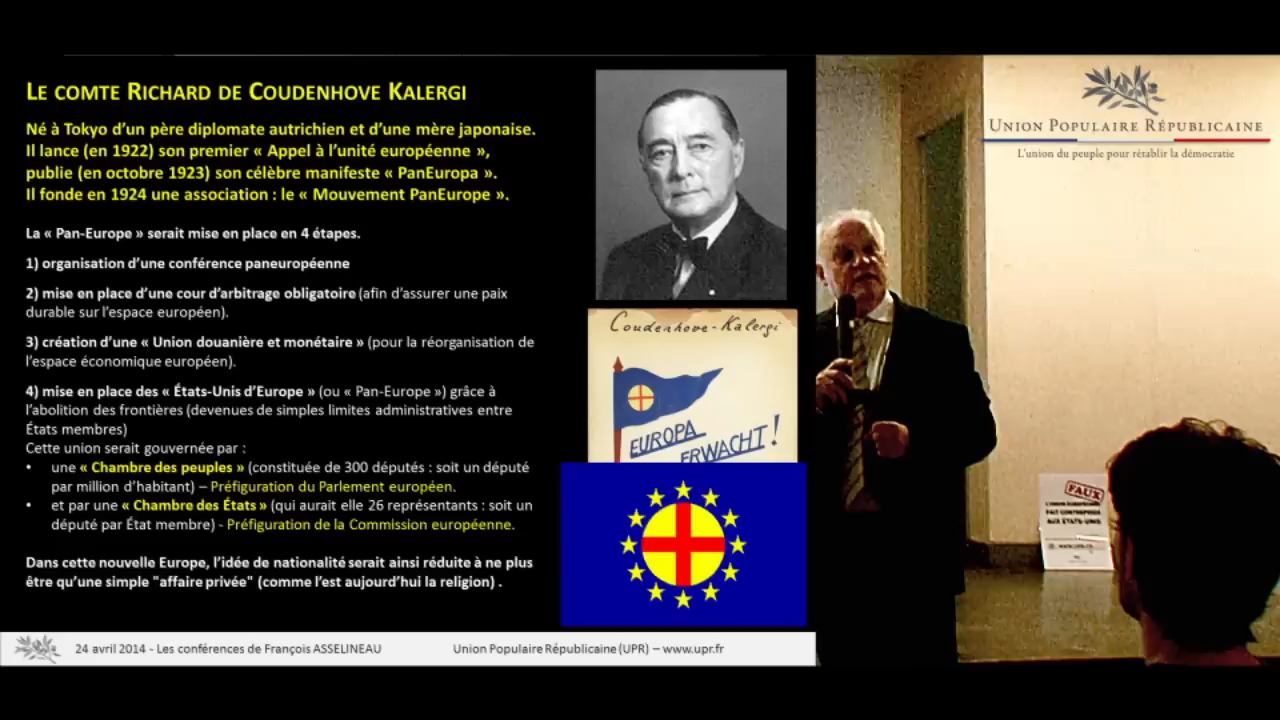 LE COMTE RICHARD DE COUDENHOVE KALERGI
Né à Tokyo d'un père diplomate autrichien et d'une mère japonaise.
Il lance (en 1922) son premier « Appel à l'unité européenne »,
publie (en octobre 1923) son célèbre manifeste « PanEuropa ».
Il fonde en 1924 une association : le « Mouvement PanEurope ».
La « Pan-Europe » serait mise en place en 4 étapes.
1) organisation d'une conférence paneuropéenne
2) mise en place d'une cour d'arbitrage obligatoire (afin d'assurer une paix
durable sur l'espace européen).
3) création d'une « Union douanière et monétaire » (pour la réorganisation de
l'espace économique européen).
4) mise en place des « États-Unis d'Europe » (ou « Pan-Europe ») grâce à
l'abolition des frontières (devenues de simples limites administratives entre
États membres)
Cette union serait gouvernée par :
• une « Chambre des peuples » (constituée de 300 députés : soit un député
par million d'habitant) – Préfiguration du Parlement européen.
• et par une « Chambre des États » (qui aurait elle 26 représentants : soit un
député par État membre) - Préfiguration de la Commission européenne.
Dans cette nouvelle Europe, l'idée de nationalité serait ainsi réduite à ne plus
être qu'une simple "affaire privée" (comme l'est aujourd'hui la religion) .
Coudenhove-Kalergi
EUROPA
ERWACHT!
24 avril 2014 - Les conférences de François ASSELINEAU
Union Populaire Républicaine (UPR) – www.upr.fr
UNION POPULAIRE RÉPUBLICAINE
L'union du peuple pour rétablir la démocratie
FAUX
L'UNION EUROPÉENNE
FAIT CONTREPOIDS
AUX ÉTATS-UNIS
WWW.UPR.FR